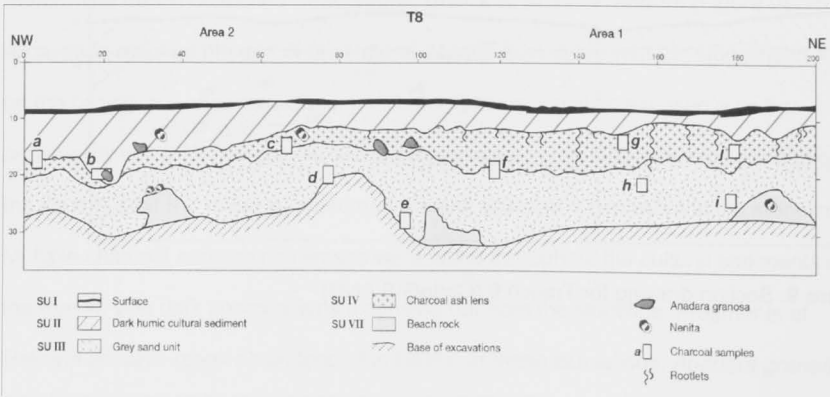 T8
NW Area 2 Area 1 NE
0 20 40 60 80 100 120 140 160 180 200
0
10
20
30
a
b
c
d
e
f
g
h
i
j
SU I Surface
SU II Dark humic cultural sediment
SU III Grey sand unit
SU IV Charcoal ash lens
SU VII Beach rock
Base of excavations
Anadara granosa
Nenita
a Charcoal samples
Rootlets